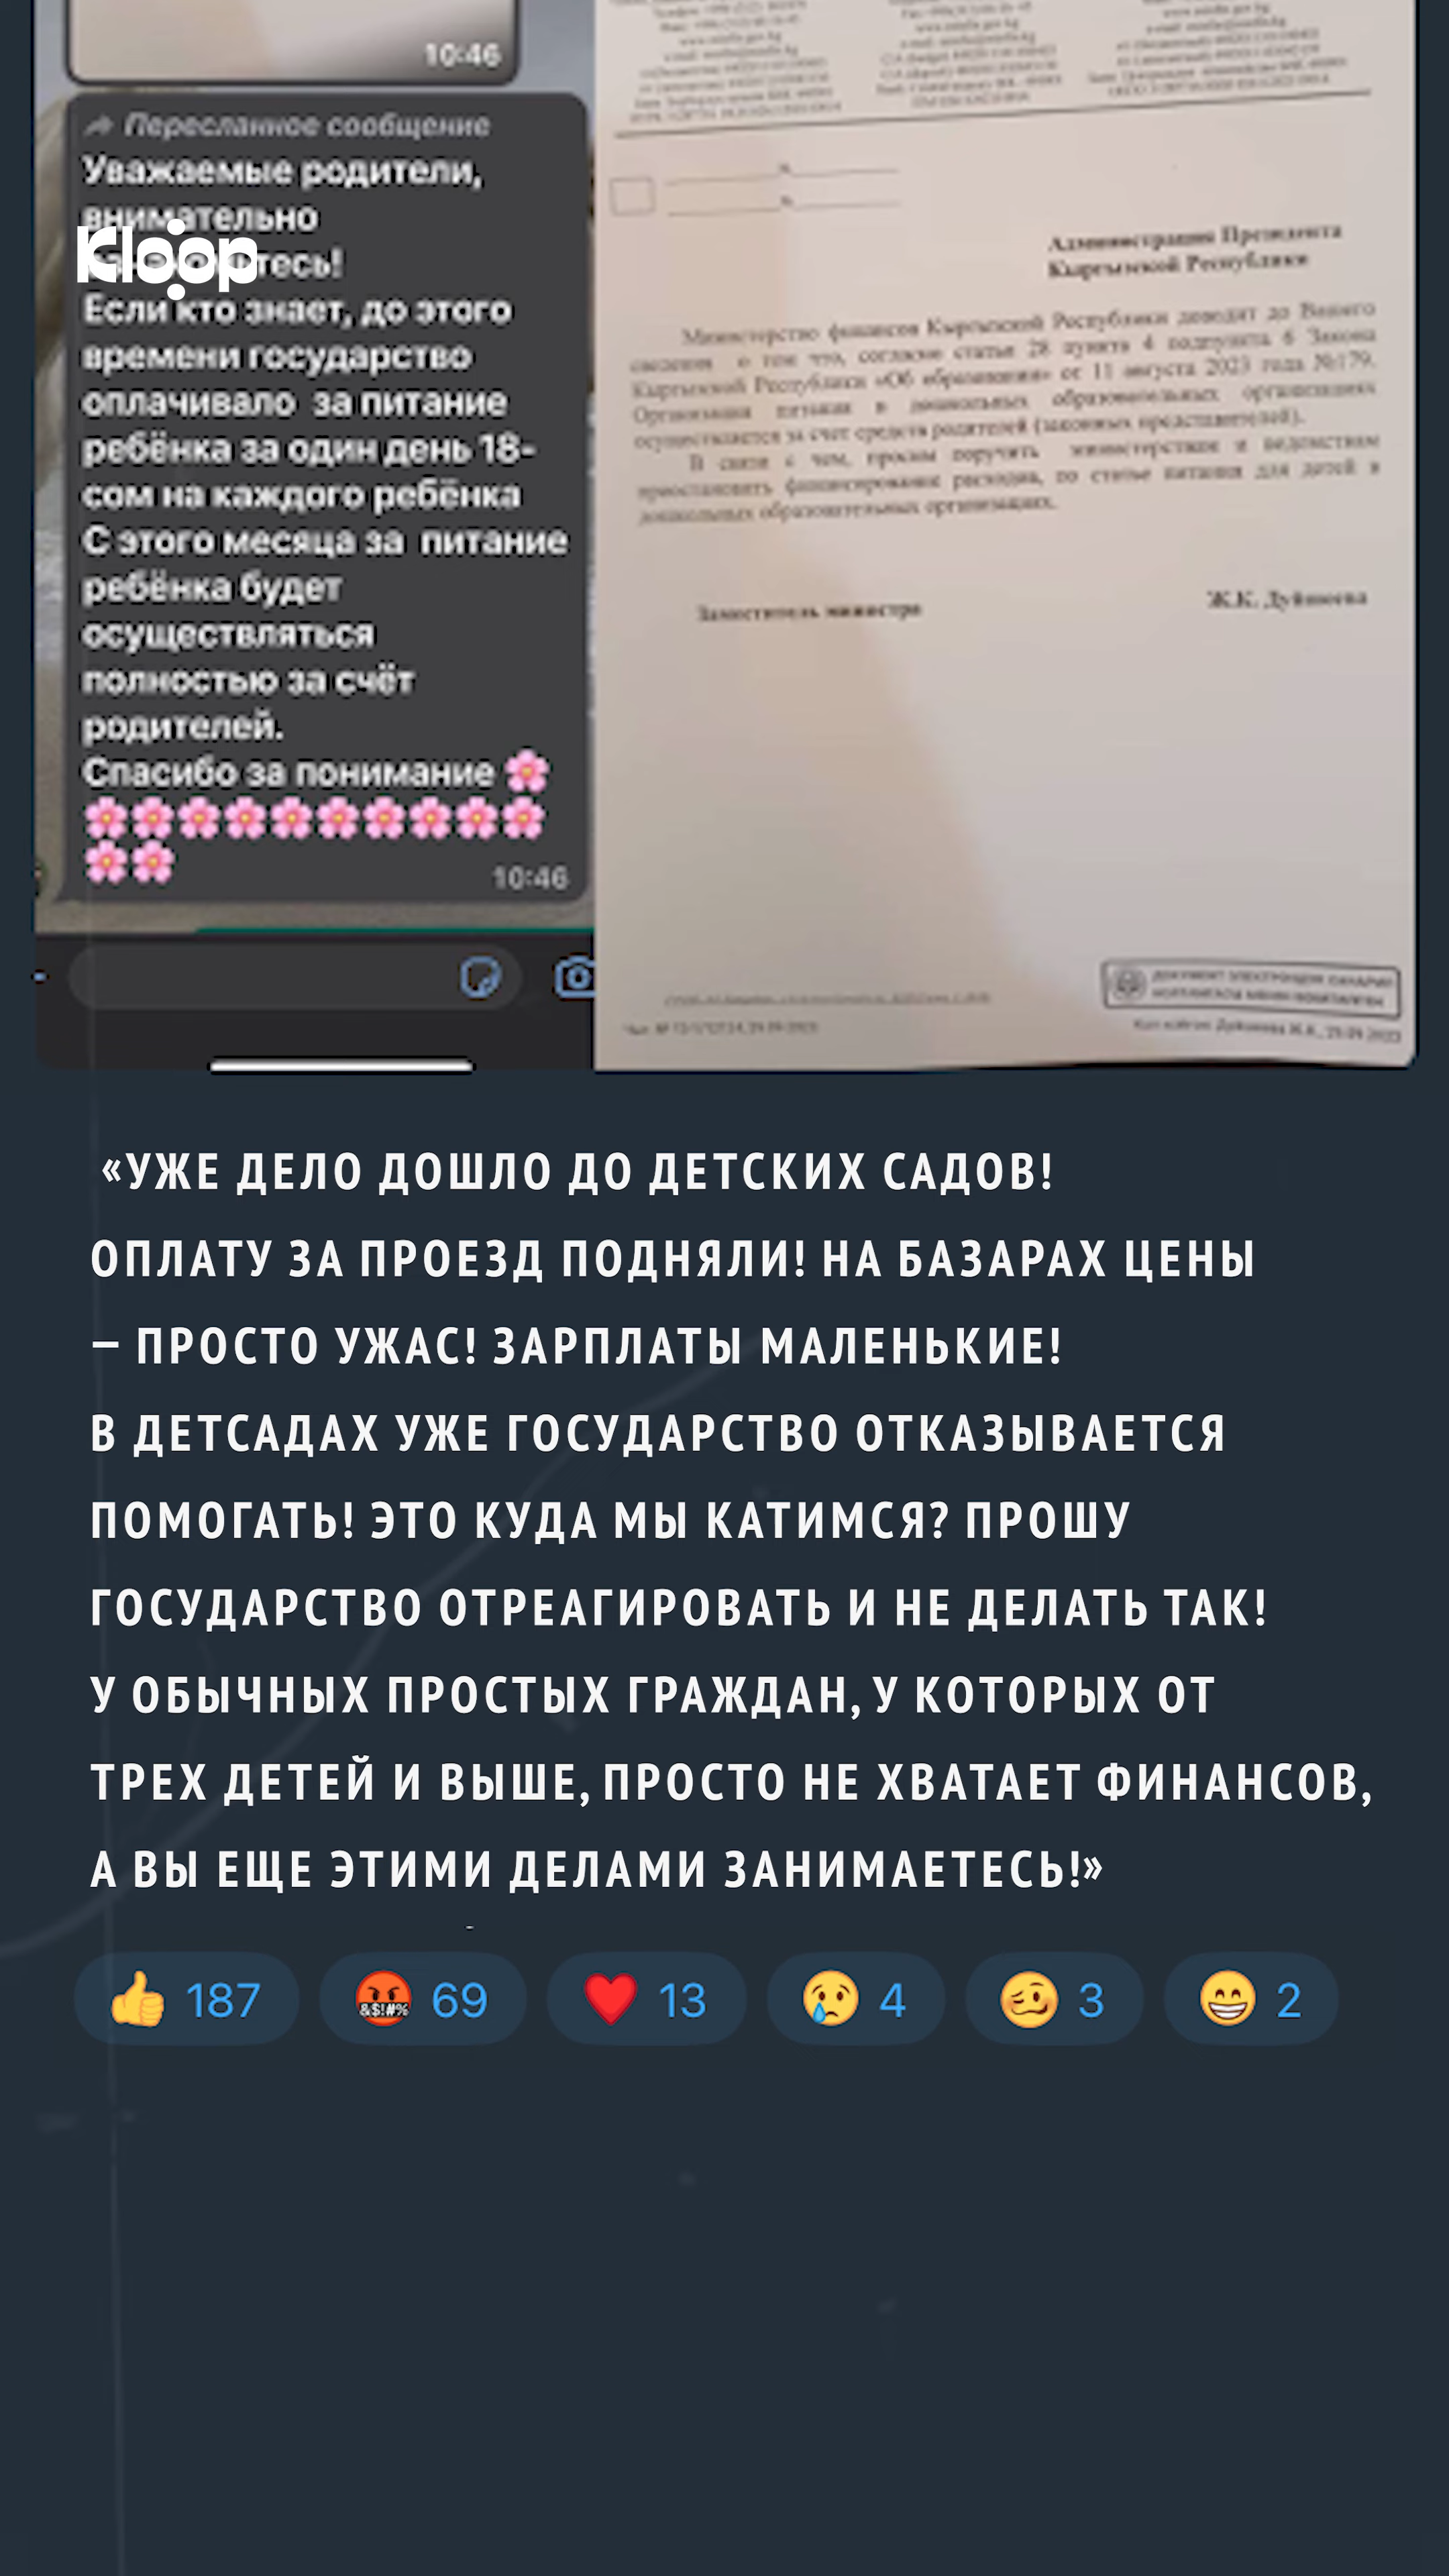 10:46
Пересланное сообщение
Уважаемые родители,
внимательно
тесь!
Kloop
Если кто знает, до этого
времени государство
оплачивало за питание
ребёнка за один день 18-
сом на каждого ребёнка
С этого месяца за питание
ребёнка будет
осуществляться
полностью за счёт
родителей.
Спасибо за понимание 🌸
🌸🌸🌸🌸🌸🌸🌸🌸🌸🌸
🌸🌸
10:46
Администрация Президента
Кыргызской Республики
Министерство финансов Кыргызской Республики доводит до Вашего
сведения о том что, согласно статье 28 пункта 4 подпункта 6 Закона
Кыргызской Республики «Об образовании» от 11 августа 2023 года №179,
Организация питания в дошкольных образовательных организациях
осуществляется за счет средств родителей (законных представителей).
В связи с чем, просим поручить министерствам и ведомствам
приостановить финансирование расходов, по статье питания для детей в
дошкольных образовательных организациях.
Заместитель министра Ж.К.
«УЖЕ ДЕЛО ДОШЛО ДО ДЕТСКИХ САДОВ!
ОПЛАТУ ЗА ПРОЕЗД ПОДНЯЛИ! НА БАЗАРАХ ЦЕНЫ
– ПРОСТО УЖАС! ЗАРПЛАТЫ МАЛЕНЬКИЕ!
В ДЕТСАДАХ УЖЕ ГОСУДАРСТВО ОТКАЗЫВАЕТСЯ
ПОМОГАТЬ! ЭТО КУДА МЫ КАТИМСЯ? ПРОШУ
ГОСУДАРСТВО ОТРЕАГИРОВАТЬ И НЕ ДЕЛАТЬ ТАК!
У ОБЫЧНЫХ ПРОСТЫХ ГРАЖДАН, У КОТОРЫХ ОТ
ТРЕХ ДЕТЕЙ И ВЫШЕ, ПРОСТО НЕ ХВАТАЕТ ФИНАНСОВ,
А ВЫ ЕЩЕ ЭТИМИ ДЕЛАМИ ЗАНИМАЕТЕСЬ!»
👍 187 🤬 69 ❤️ 13 😢 4 🥴 3 😁 2